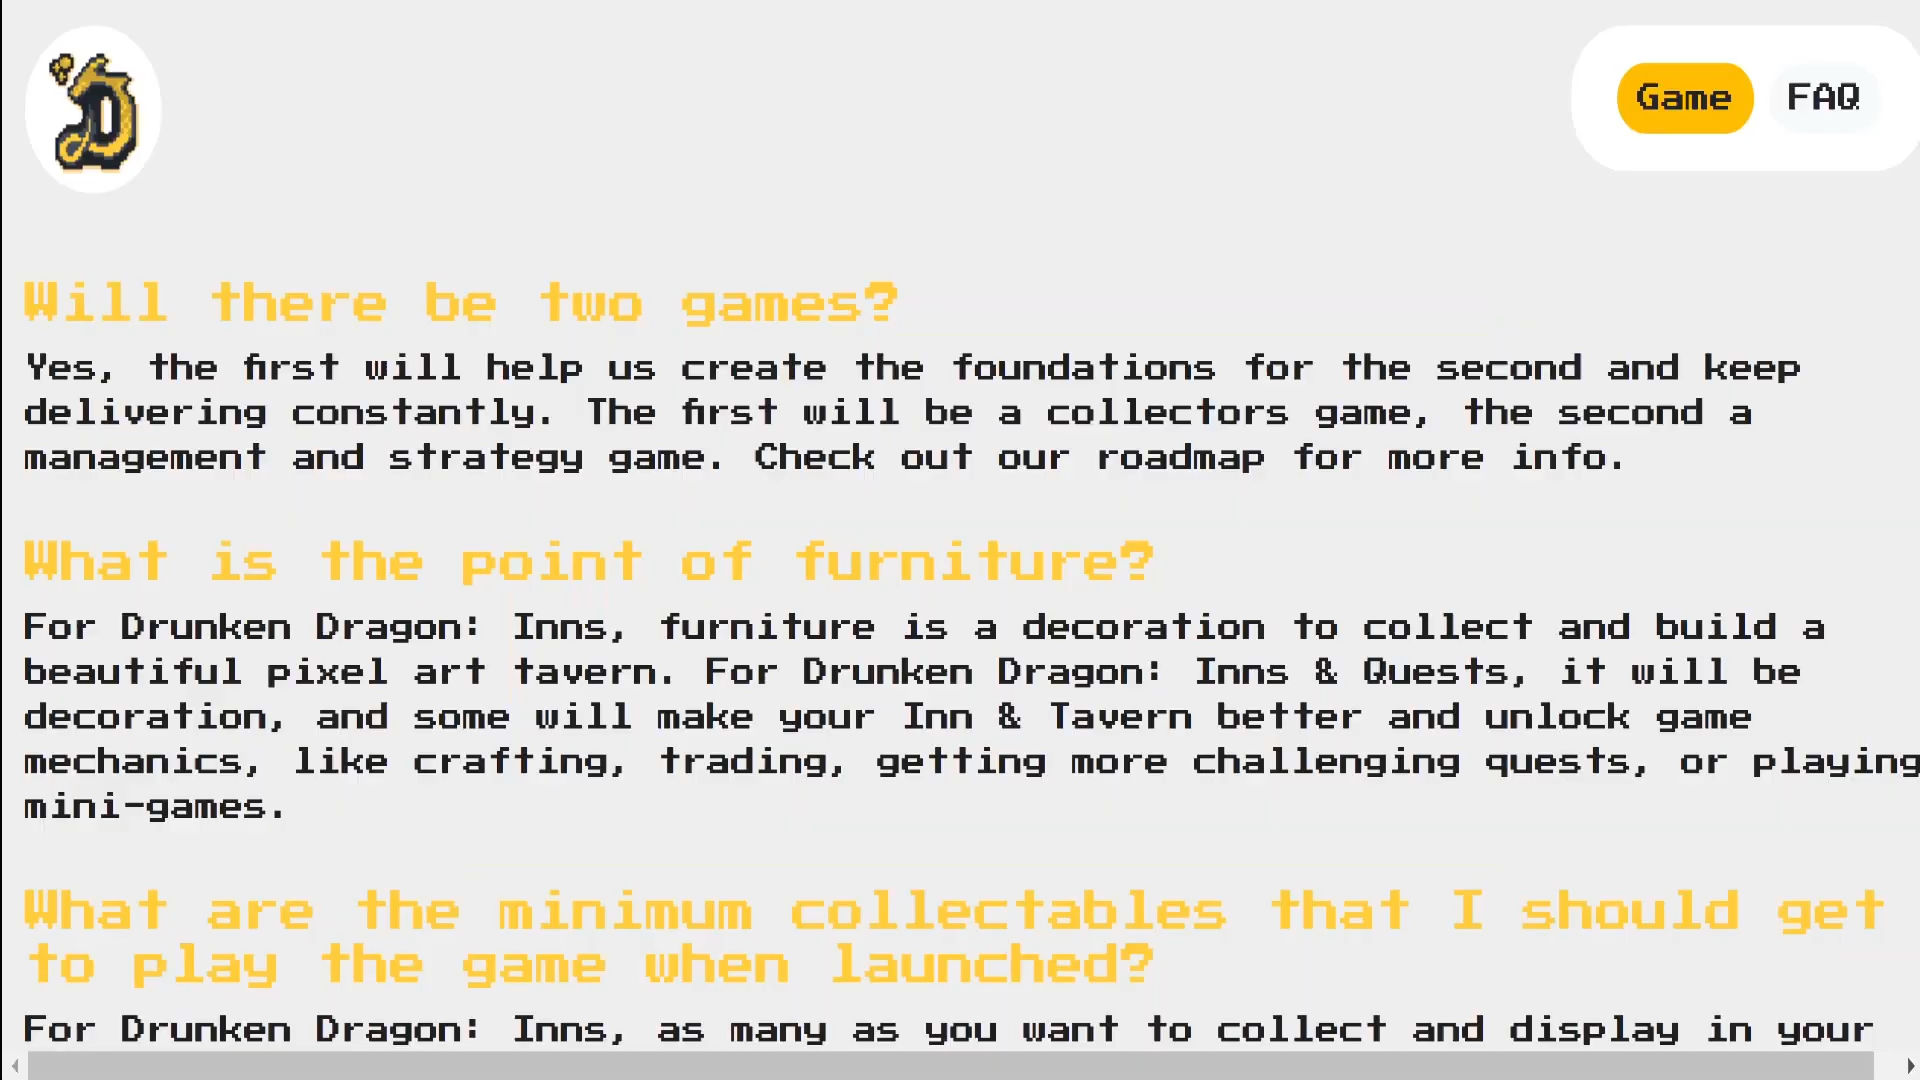 D
Game FAQ
Will there be two games?
Yes, the first will help us create the foundations for the second and keep
delivering constantly. The first will be a collectors game, the second a
management and strategy game. Check out our roadmap for more info.
What is the point of furniture?
For Drunken Dragon: Inns, furniture is a decoration to collect and build a
beautiful pixel art tavern. For Drunken Dragon: Inns & Quests, it will be
decoration, and some will make your Inn & Tavern better and unlock game
mechanics, like crafting, trading, getting more challenging quests, or playing
mini-games.
What are the minimum collectables that I should get
to play the game when launched?
For Drunken Dragon: Inns, as many as you want to collect and display in your